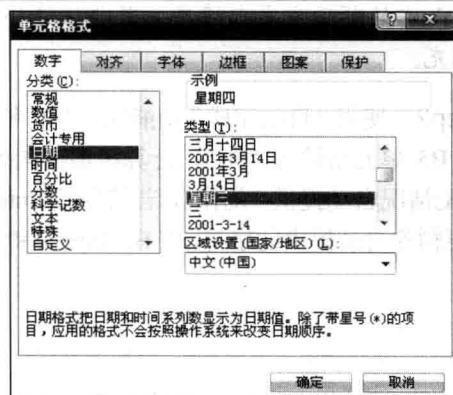 单元格格式
数字 对齐 字体 边框 图案 保护
分类(C):
常规
数值
货币
会计专用
日期
时间
百分比
分数
科学记数
文本
特殊
自定义
示例
星期四
类型(T):
三月十四日
2001年3月14日
2001年3月
3月14日
星期三
三
2001-3-14
区域设置(国家/地区)(L):
中文(中国)
日期格式把日期和时间系列数显示为日期值。除了带星号(*)的项
目，应用的格式不会按照操作系统来改变日期顺序。
确定 取消